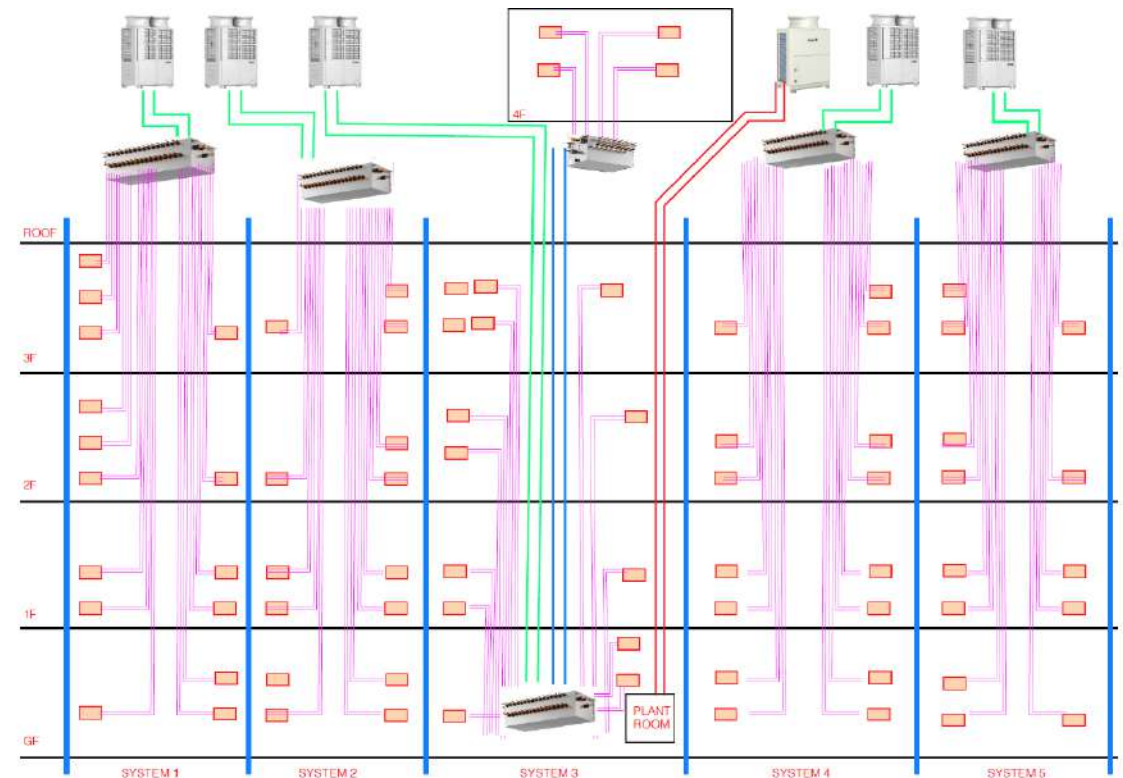 4F
ROOF
3F
2F
1F
PLANT
ROOM
GF
SYSTEM 1
SYSTEM 2
SYSTEM 3
SYSTEM 4
SYSTEM 5